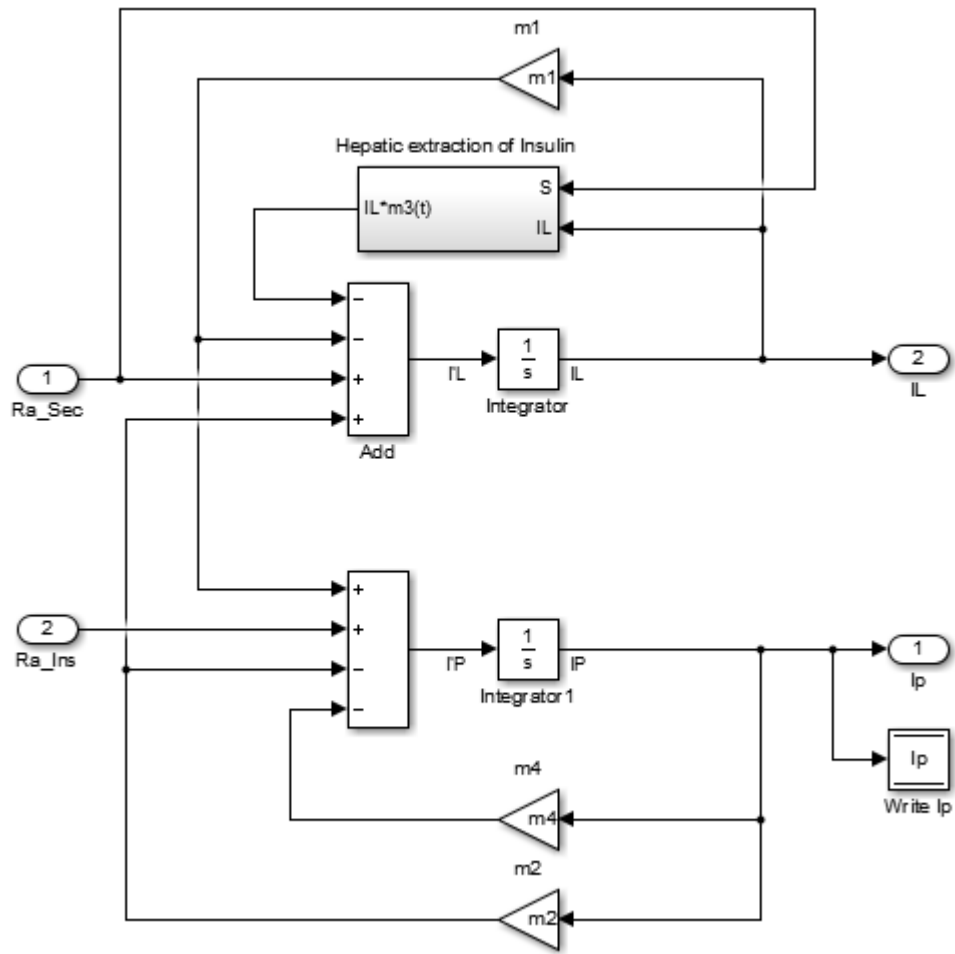 m1
m1
Hepatic extraction of Insulin
S
IL*m3(t)
IL
−
−
+
+
1
Ra_Sec
I'L
1
s
IL
Integrator
2
IL
Add
+
+
−
−
2
Ra_Ins
I'P
1
s
IP
Integrator1
1
Ip
Ip
Write Ip
m4
m4
m2
m2